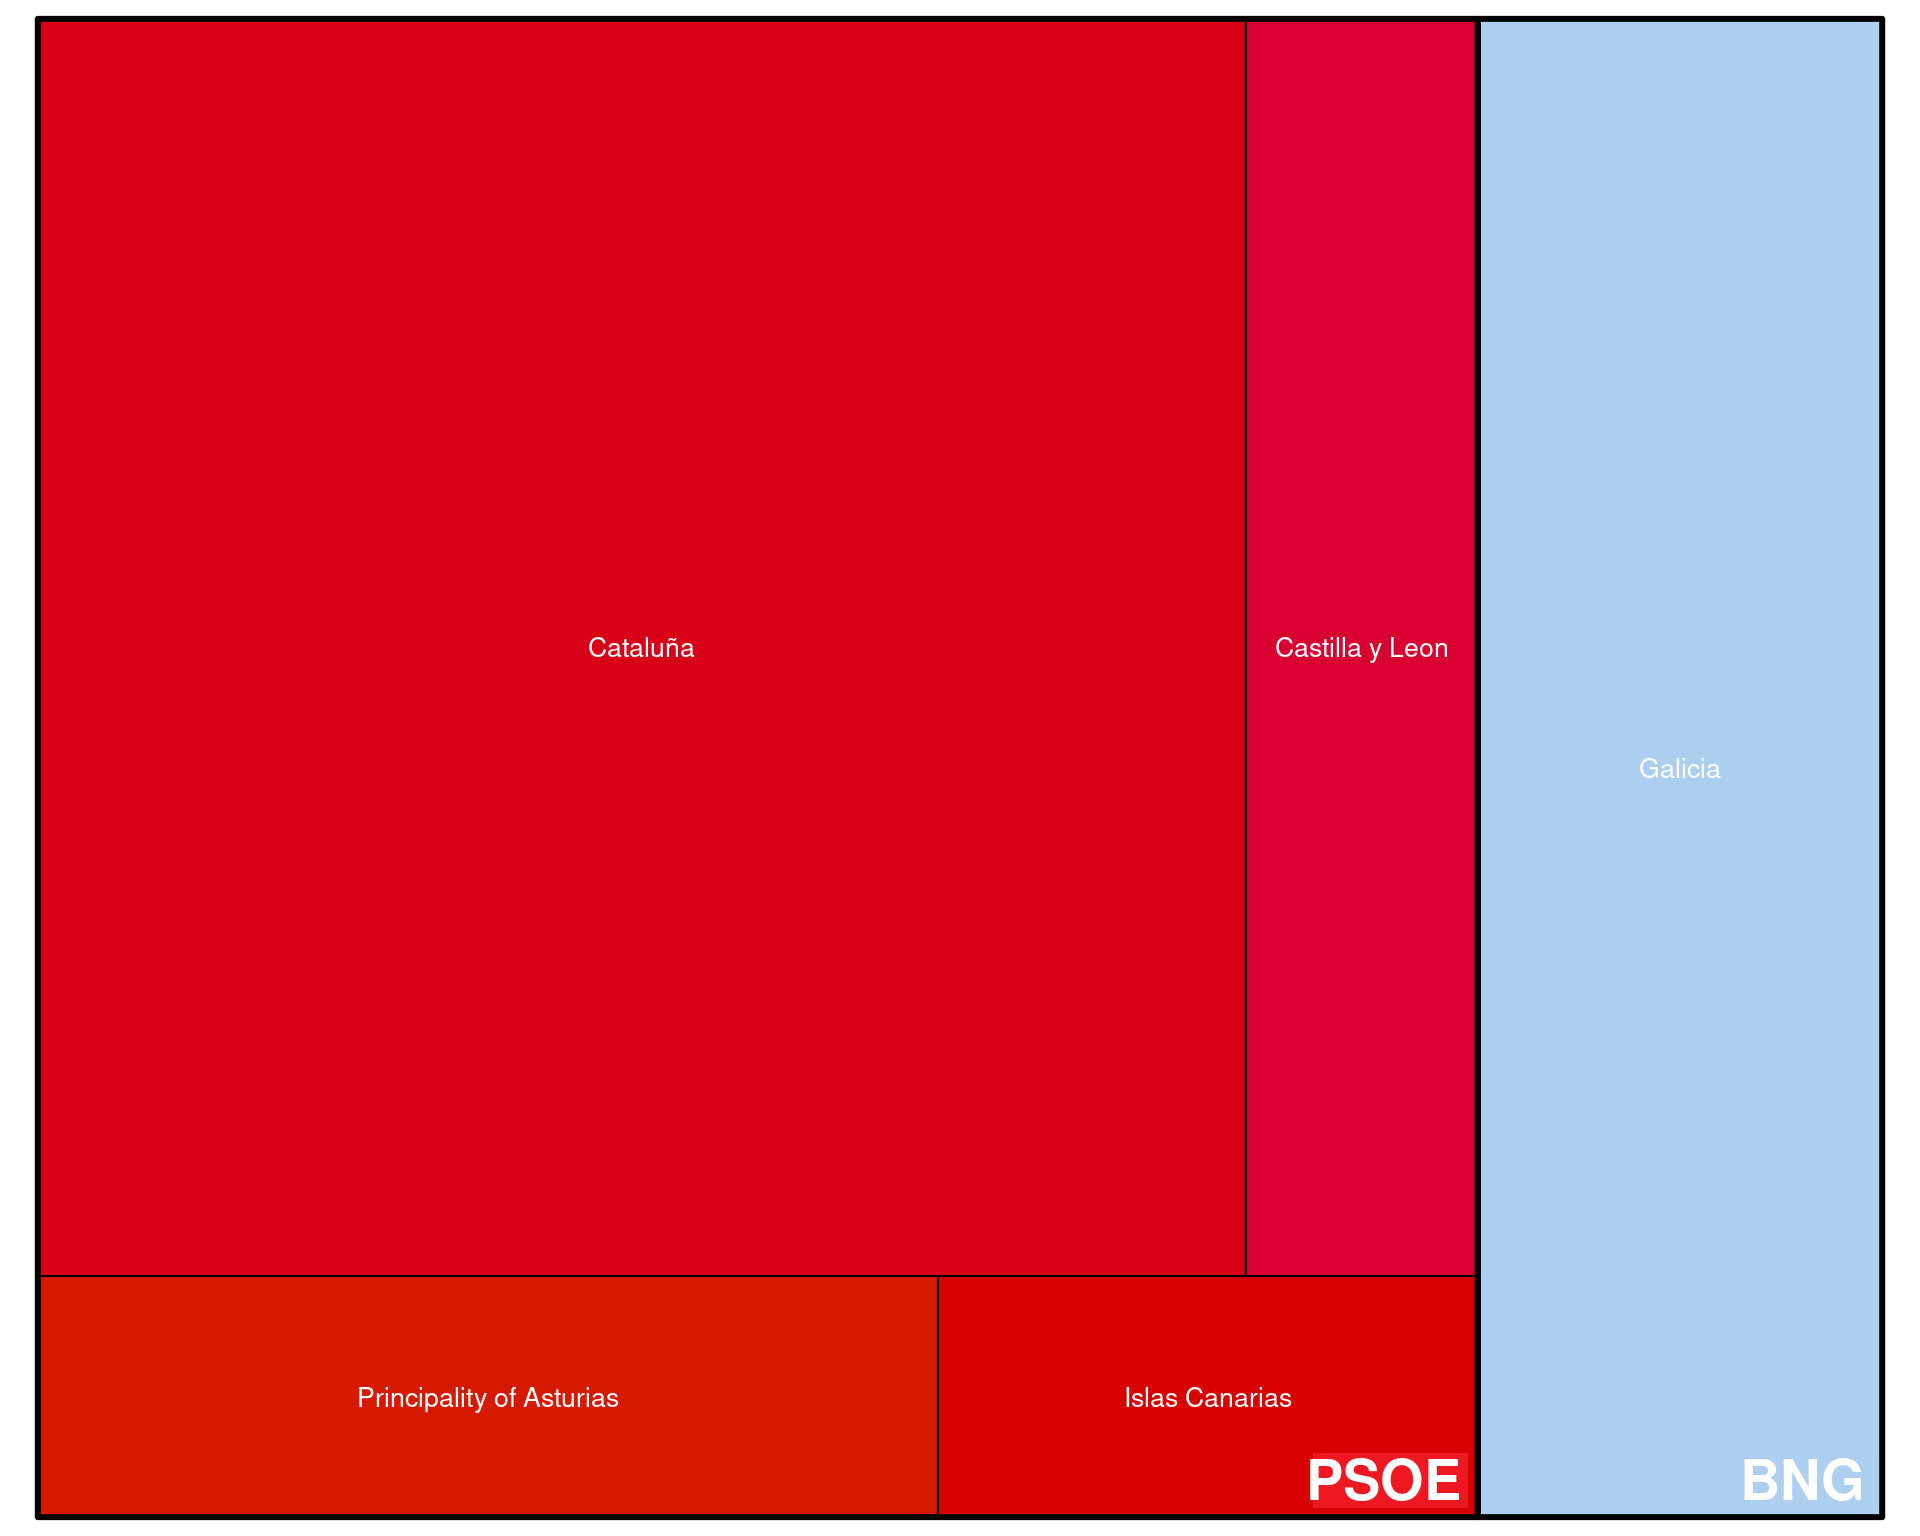 Cataluña
Castilla y Leon
Galicia
Principality of Asturias
Islas Canarias
PSOE
BNG